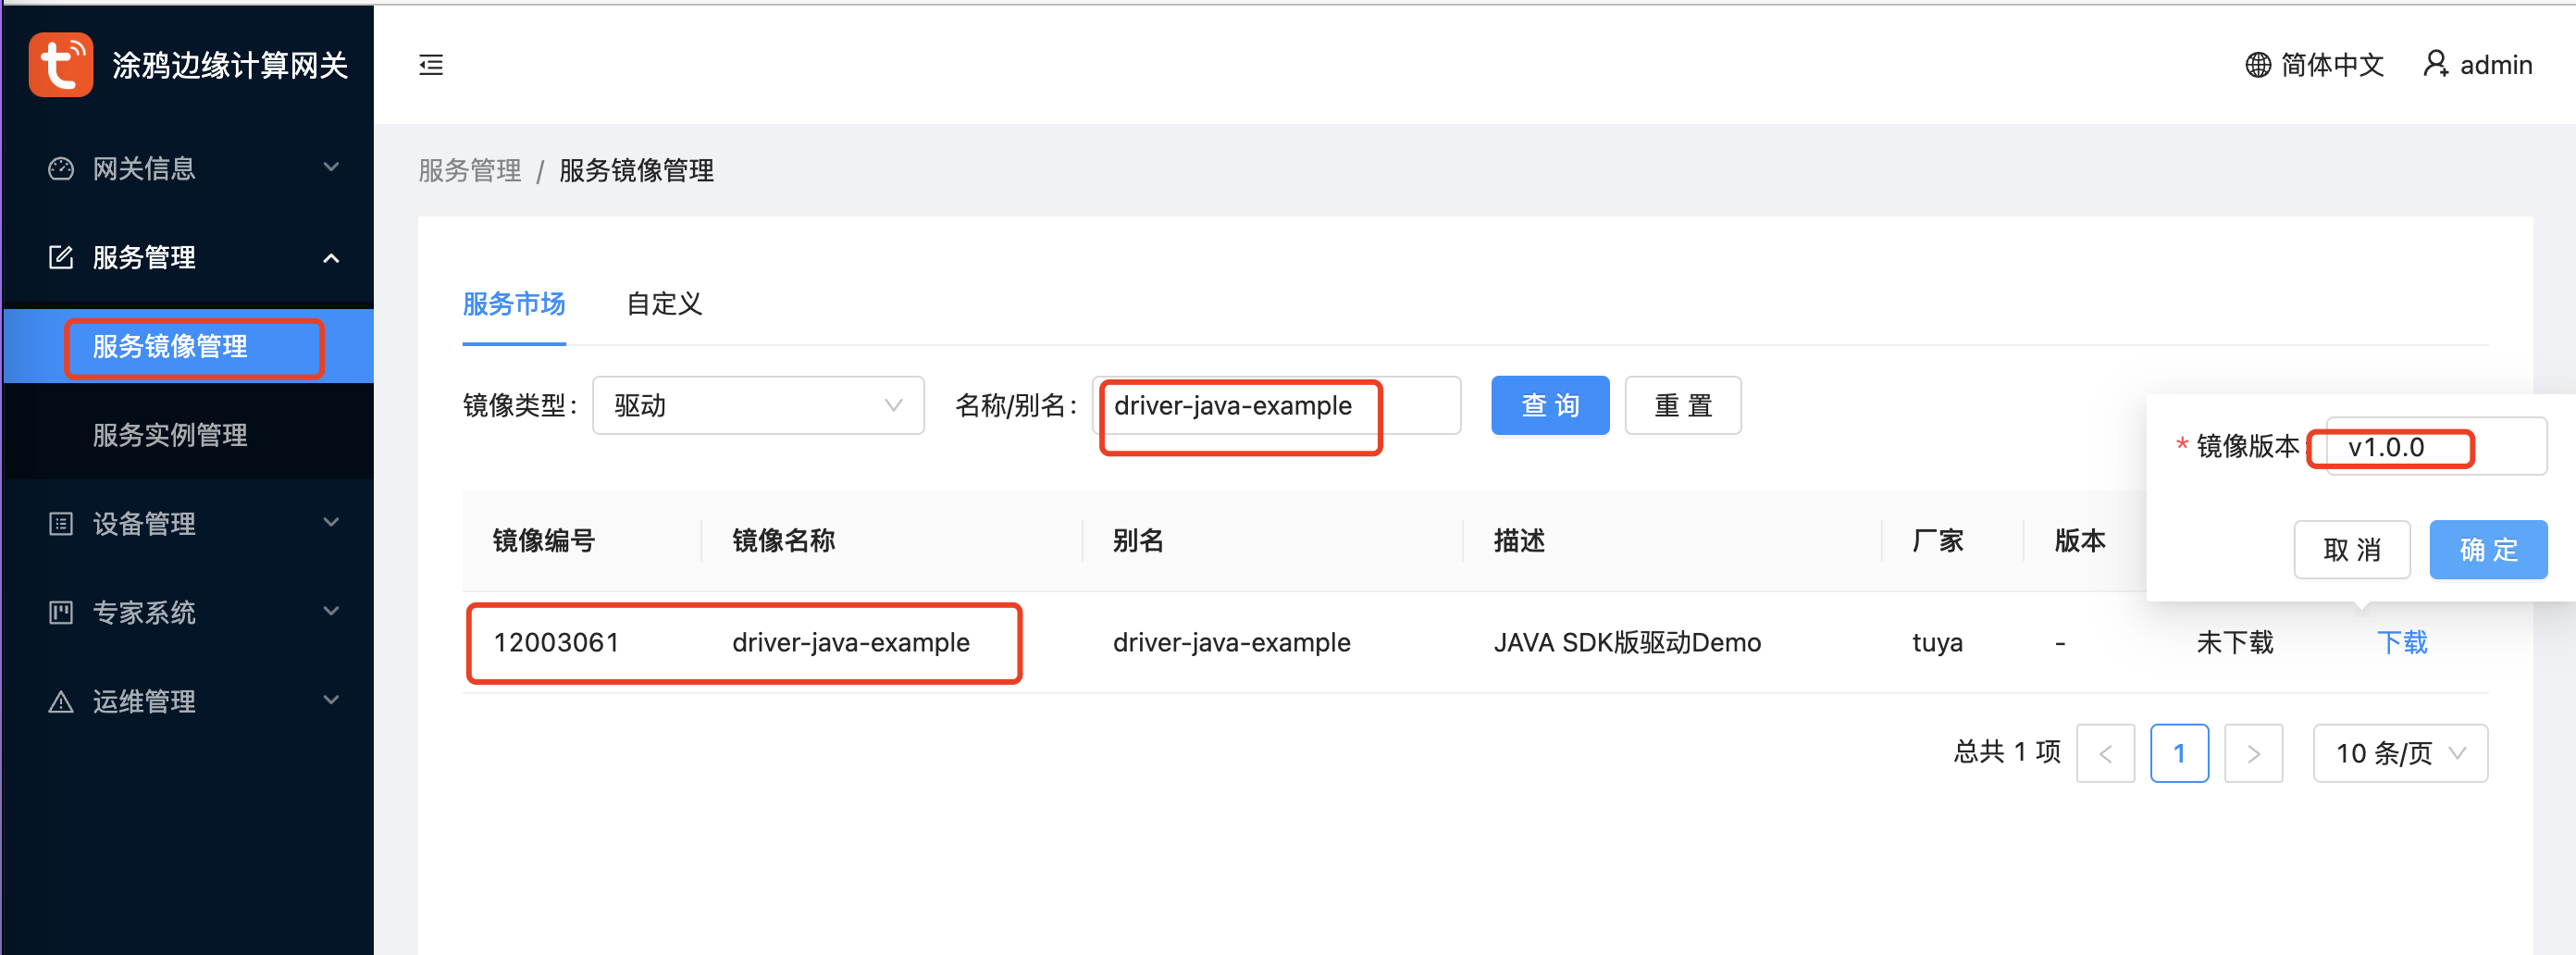 涂鸦边缘计算网关
简体中文 admin
网关信息
服务管理
服务镜像管理
服务实例管理
设备管理
专家系统
运维管理
服务管理 / 服务镜像管理
服务市场 自定义
镜像类型: 驱动 名称/别名: driver-java-example 查 询 重 置
* 镜像版本: v1.0.0
取 消 确 定
镜像编号 镜像名称 别名 描述 厂家 版本
12003061 driver-java-example driver-java-example JAVA SDK版驱动Demo tuya - 未下载 下载
总共 1 项 < 1 > 10 条/页